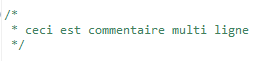 /*
* ceci est commentaire multi ligne
*/